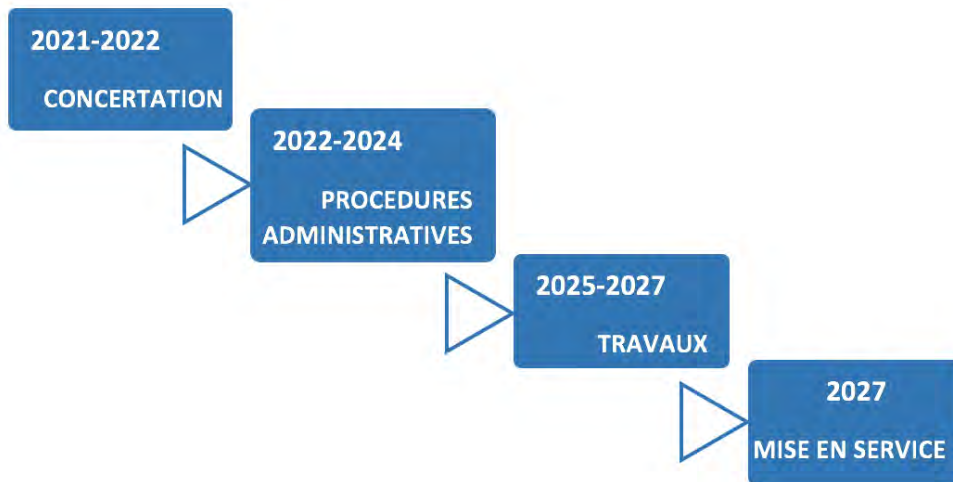 2021-2022
CONCERTATION
2022-2024
PROCEDURES
ADMINISTRATIVES
2025-2027
TRAVAUX
2027
MISE EN SERVICE